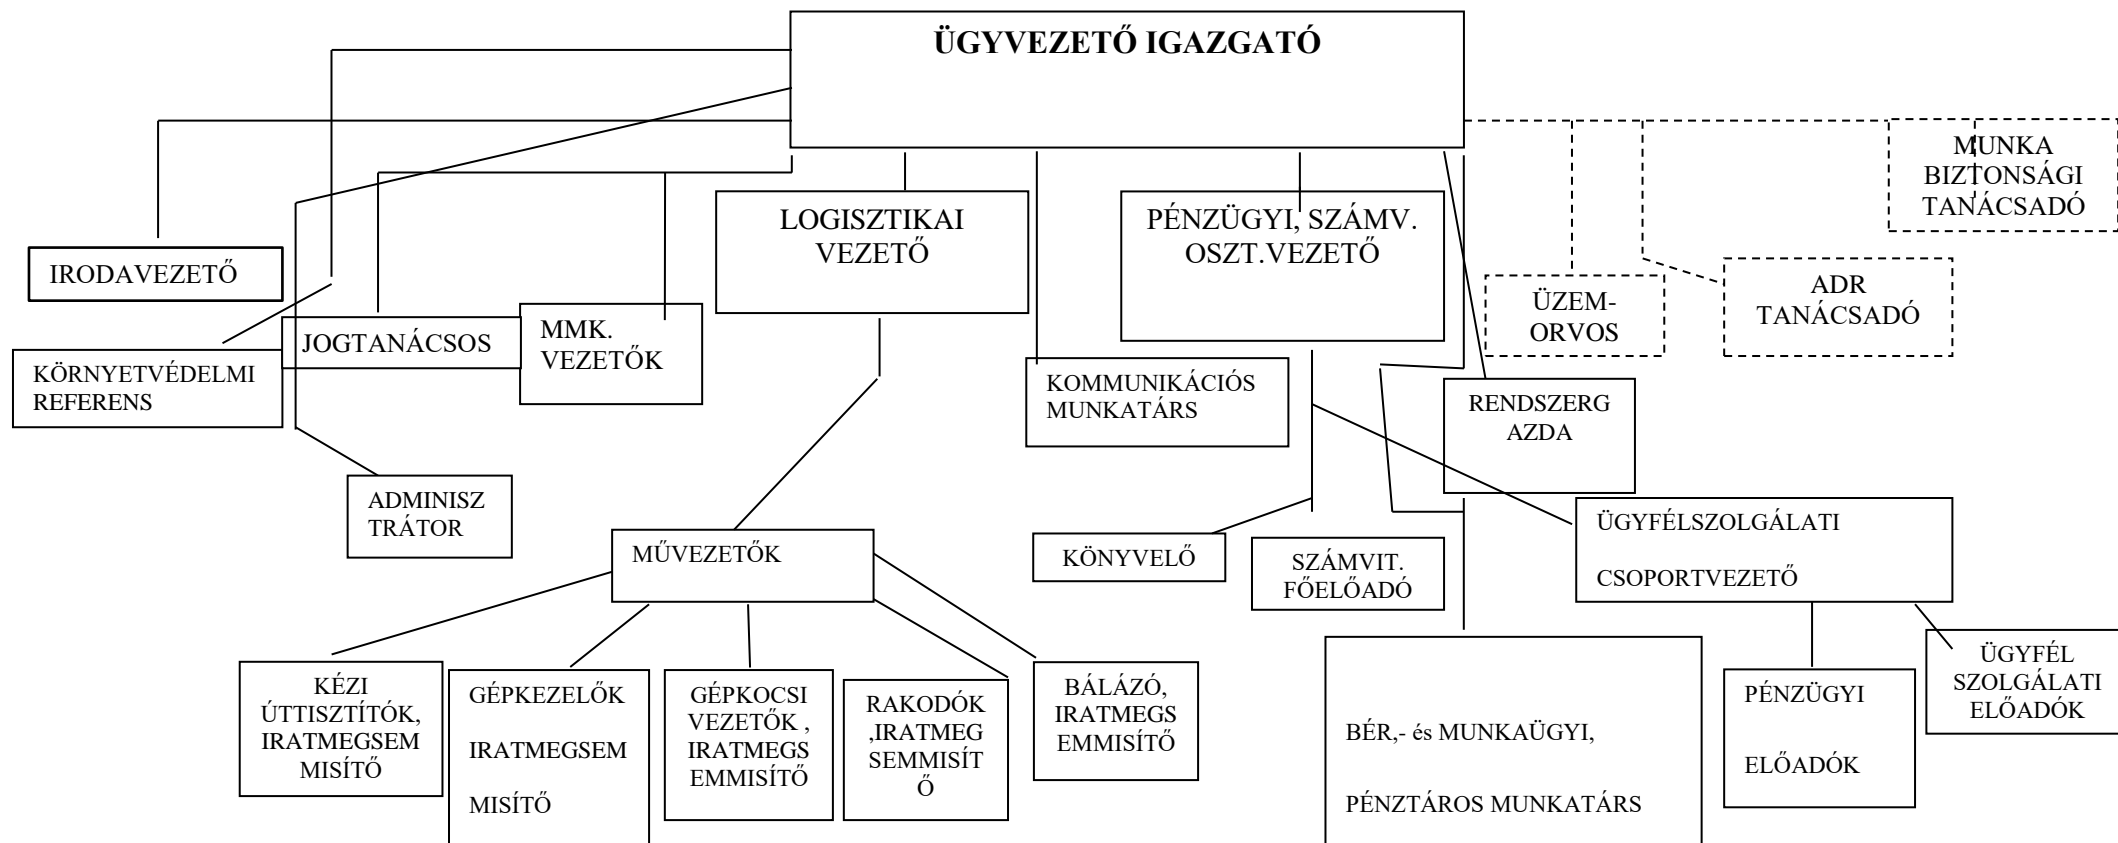 ÜGYVEZETŐ IGAZGATÓ
MUNKA
BIZTONSÁGI
TANÁCSADÓ
LOGISZTIKAI
VEZETŐ
PÉNZÜGYI, SZÁMV.
OSZT.VEZETŐ
IRODAVEZETŐ
ÜZEM-
ORVOS
ADR
TANÁCSADÓ
JOGTANÁCSOS
MMK.
VEZETŐK
KÖRNYETVÉDELMI
REFERENS
KOMMUNIKÁCIÓS
MUNKATÁRS
RENDSZERG
AZDA
ADMINISZ
TRÁTOR
MŰVEZETŐK
KÖNYVELŐ
SZÁMVIT.
FŐELŐADÓ
ÜGYFÉLSZOLGÁLATI
CSOPORTVEZETŐ
KÉZI
ÚTTISZTÍTÓK,
IRATMEGSEM
MISÍTŐ
GÉPKEZELŐK
IRATMEGSEM
MISÍTŐ
GÉPKOCSI
VEZETŐK ,
IRATMEGS
EMMISÍTŐ
RAKODÓK
,IRATMEG
SEMMISÍT
Ő
BÁLÁZÓ,
IRATMEGS
EMMISÍTŐ
BÉR,- és MUNKAÜGYI,
PÉNZTÁROS MUNKATÁRS
PÉNZÜGYI
ELŐADÓK
ÜGYFÉL
SZOLGÁLATI
ELŐADÓK